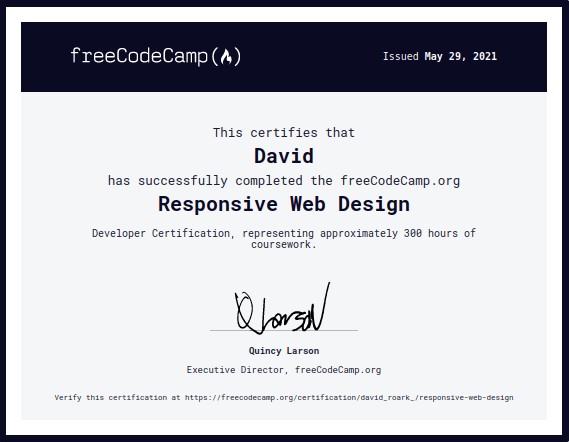 freeCodeCamp(🔥)
Issued May 29, 2021
This certifies that
David
has successfully completed the freeCodeCamp.org
Responsive Web Design
Developer Certification, representing approximately 300 hours of
coursework.
Q Larson
Quincy Larson
Executive Director, freeCodeCamp.org
Verify this certification at https://freecodecamp.org/certification/david_roark_/responsive-web-design